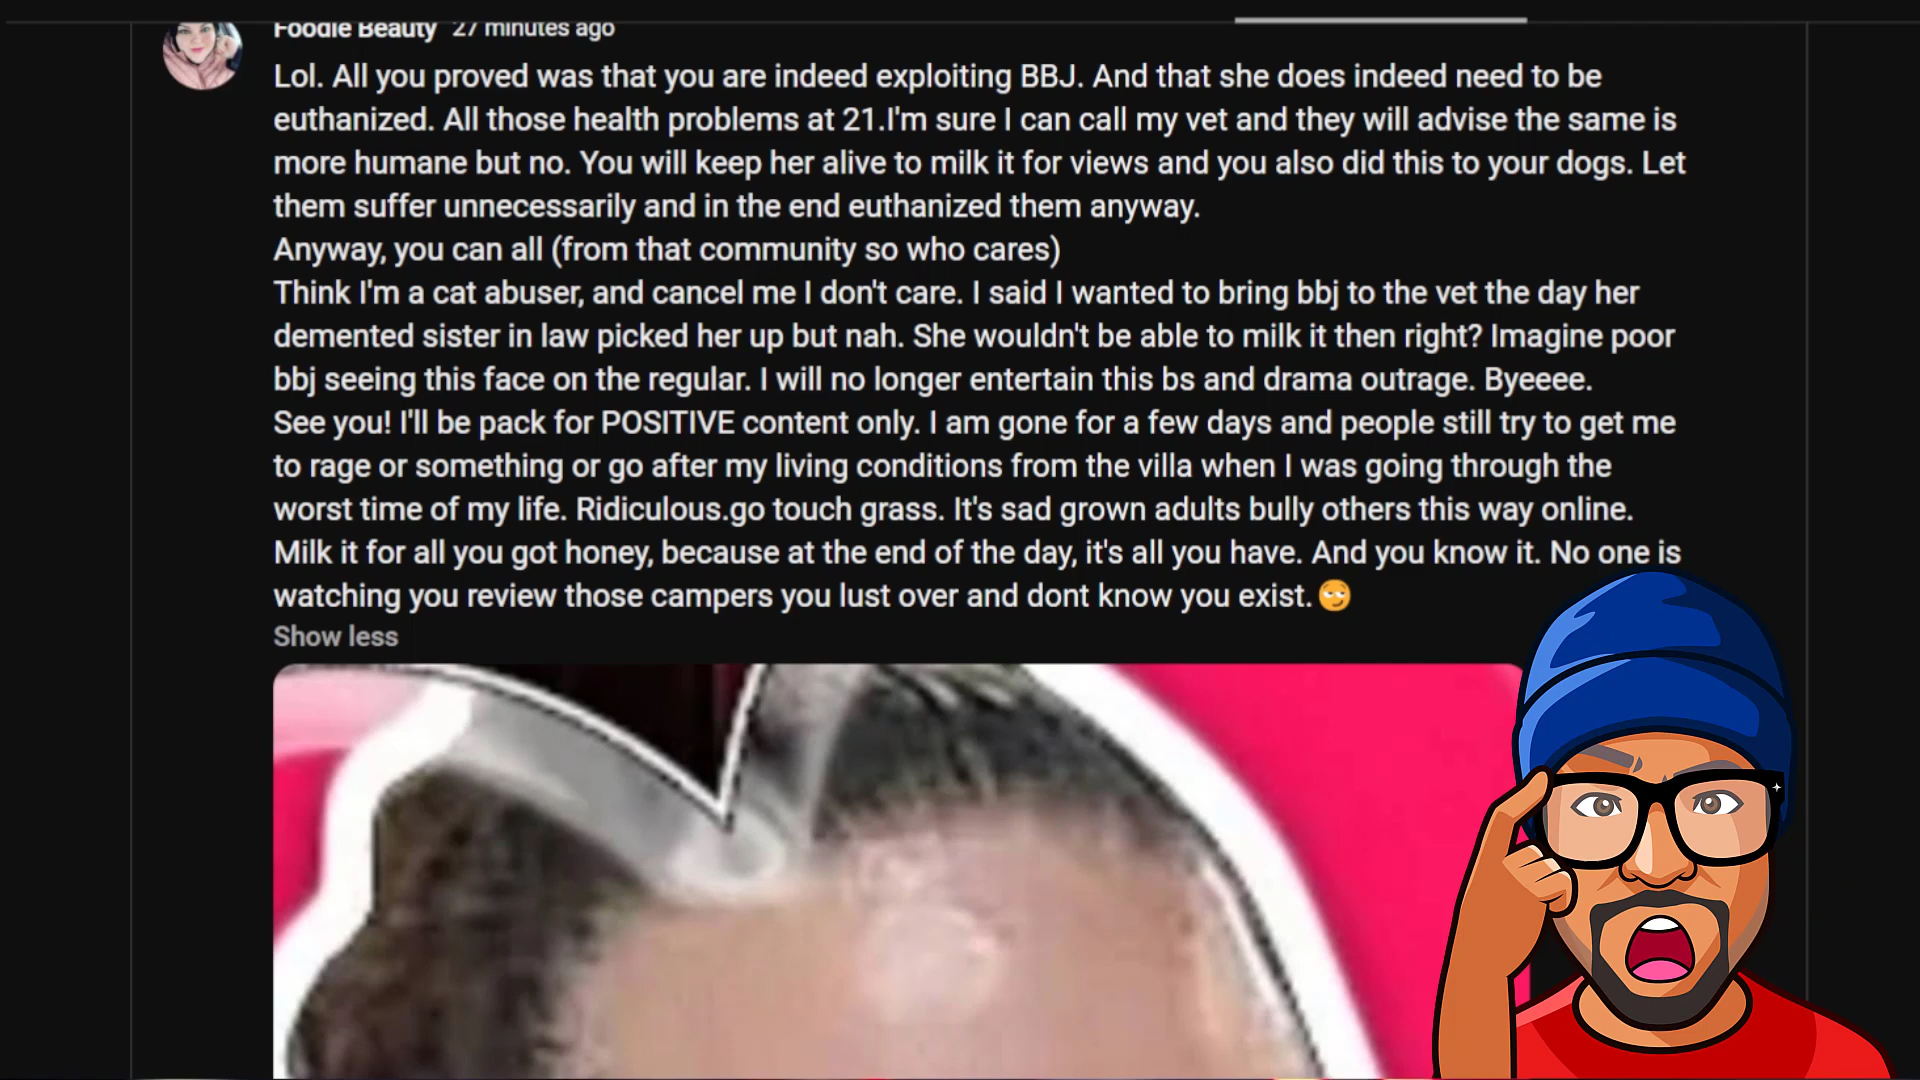 Foodie Beauty 27 minutes ago
Lol. All you proved was that you are indeed exploiting BBJ. And that she does indeed need to be
euthanized. All those health problems at 21.I'm sure I can call my vet and they will advise the same is
more humane but no. You will keep her alive to milk it for views and you also did this to your dogs. Let
them suffer unnecessarily and in the end euthanized them anyway.
Anyway, you can all (from that community so who cares)
Think I'm a cat abuser, and cancel me I don't care. I said I wanted to bring bbj to the vet the day her
demented sister in law picked her up but nah. She wouldn't be able to milk it then right? Imagine poor
bbj seeing this face on the regular. I will no longer entertain this bs and drama outrage. Byeeee.
See you! I'll be pack for POSITIVE content only. I am gone for a few days and people still try to get me
to rage or something or go after my living conditions from the villa when I was going through the
worst time of my life. Ridiculous.go touch grass. It's sad grown adults bully others this way online.
Milk it for all you got honey, because at the end of the day, it's all you have. And you know it. No one is
watching you review those campers you lust over and dont know you exist.😏
Show less